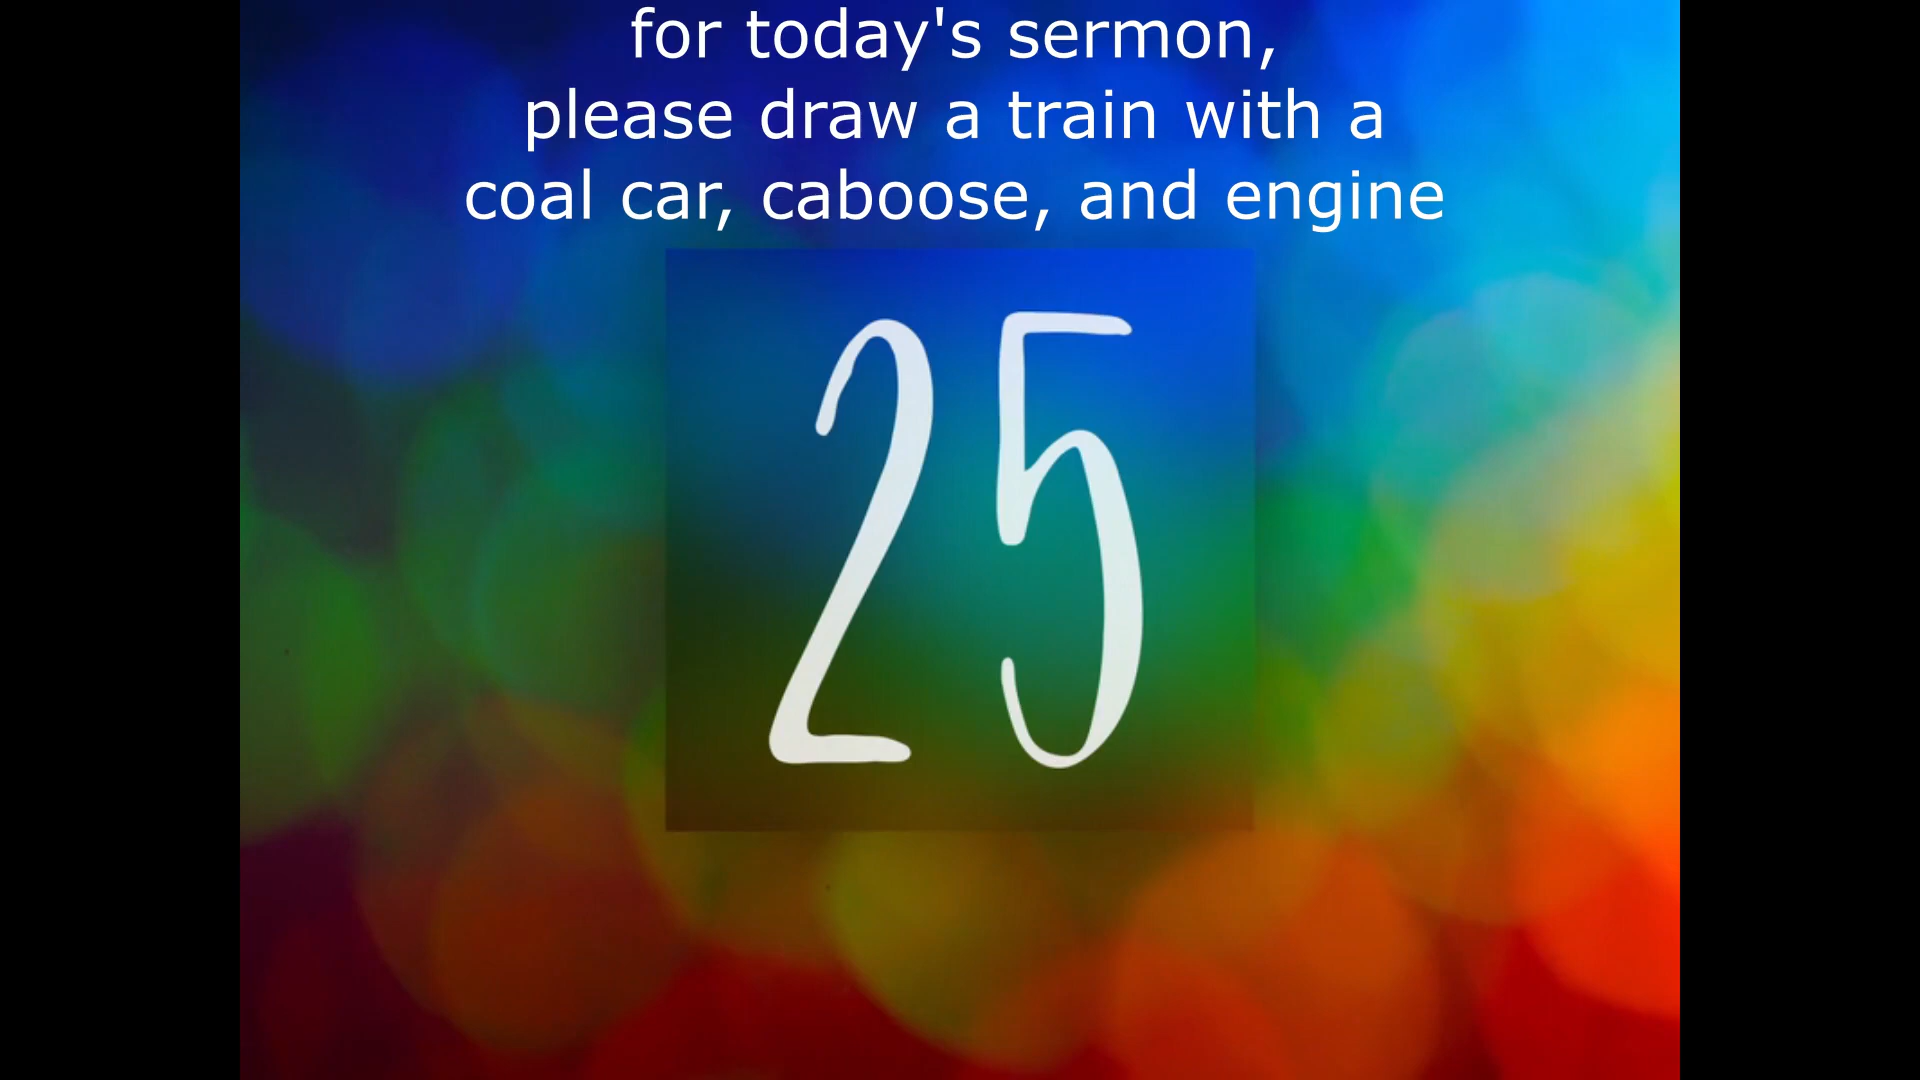 for today's sermon,
please draw a train with a
coal car, caboose, and engine
25